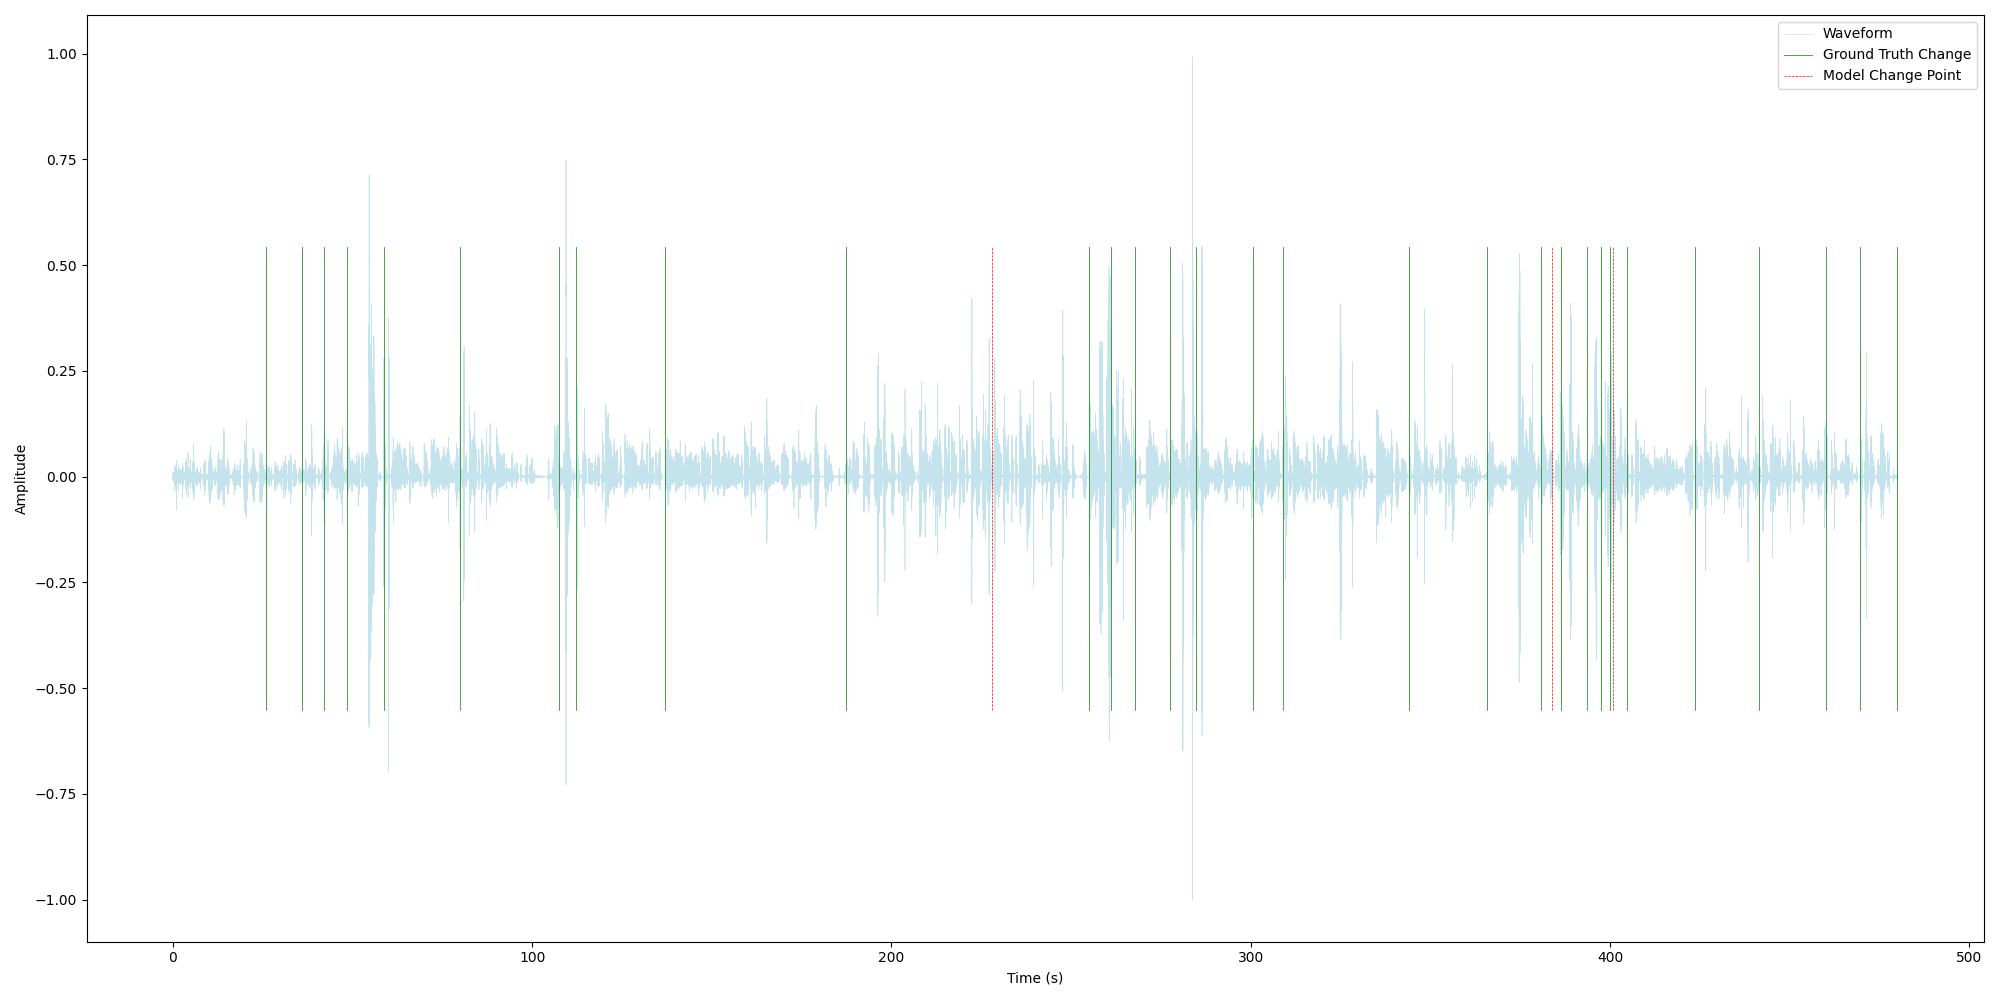 Waveform
Ground Truth Change
Model Change Point
1.00
0.75
0.50
0.25
0.00
−0.25
−0.50
−0.75
−1.00
Amplitude
0 100 200 300 400 500
Time (s)